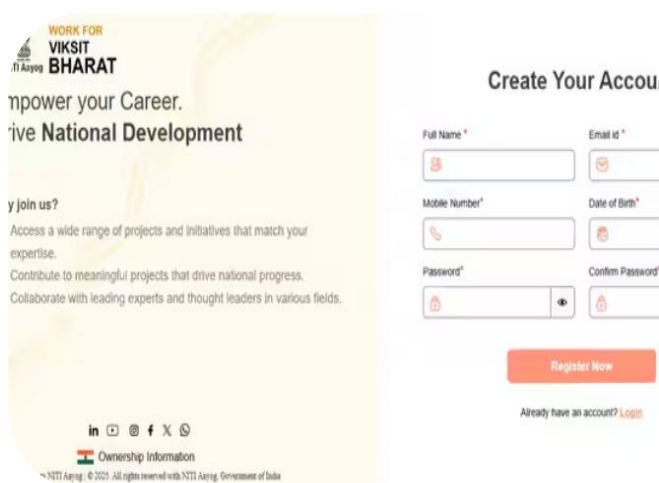 WORK FOR
VIKSIT
BHARAT
TI Aayog
mpower your Career.
rive National Development
y join us?
Access a wide range of projects and initiatives that match your
expertise.
Contribute to meaningful projects that drive national progress.
Collaborate with leading experts and thought leaders in various fields.
in
Ownership Information
NITI Aayog | © 2025. All rights reserved with NITI Aayog, Government of India
Create Your Accou
Full Name *
Email id *
Mobile Number*
Date of Birth*
Password*
Confirm Password*
Register Now
Already have an account? Login